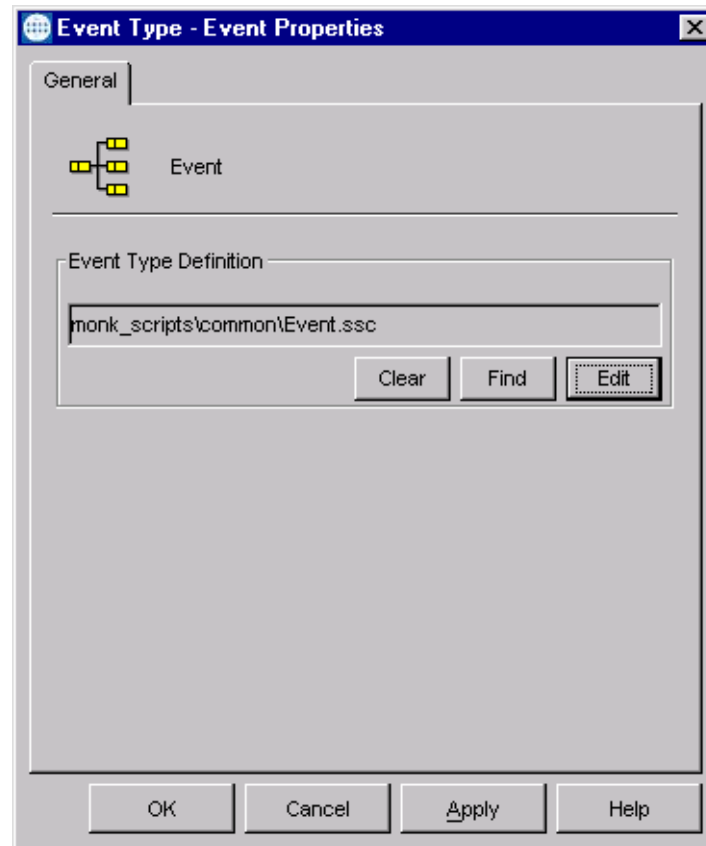 Event Type - Event Properties
General
Event
Event Type Definition
monk_scripts\common\Event.ssc
Clear Find Edit
OK Cancel Apply Help